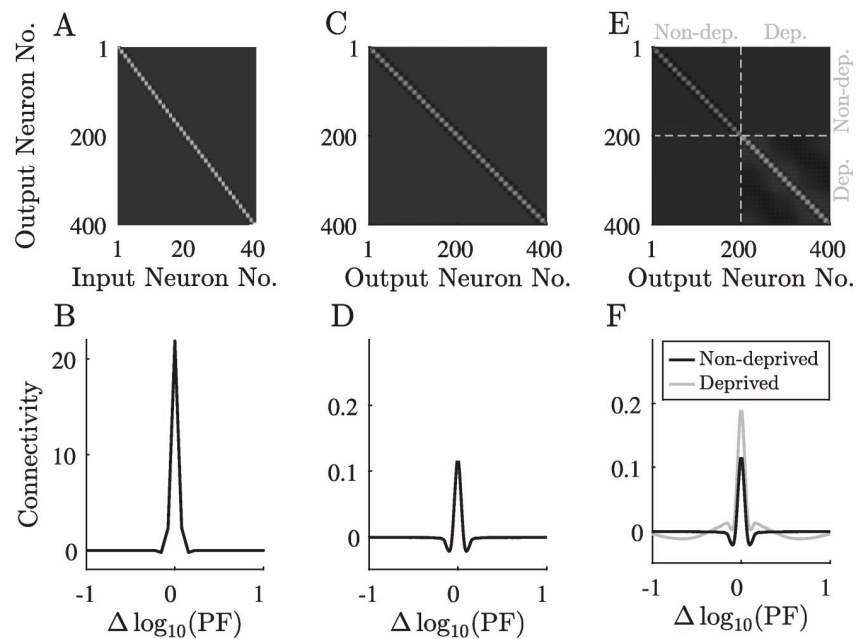 A
Output Neuron No.
1
200
400
1 20 40
Input Neuron No.
C
1
200
400
1 200 400
Output Neuron No.
E
Non-dep. Dep.
Non-dep.
Dep.
1
200
400
1 200 400
Output Neuron No.
B
Connectivity
20
10
0
-1 0 1
Δ log10(PF)
D
0.2
0.1
0
-1 0 1
Δ log10(PF)
F
Non-deprived
Deprived
0.2
0.1
0
-1 0 1
Δ log10(PF)